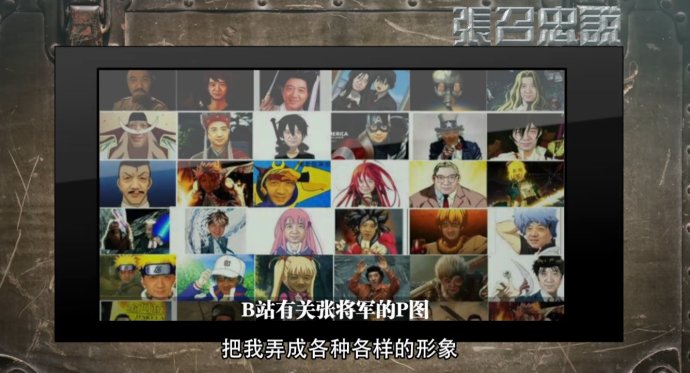 張召忠說
B站有关张将军的P图
把我弄成各种各样的形象